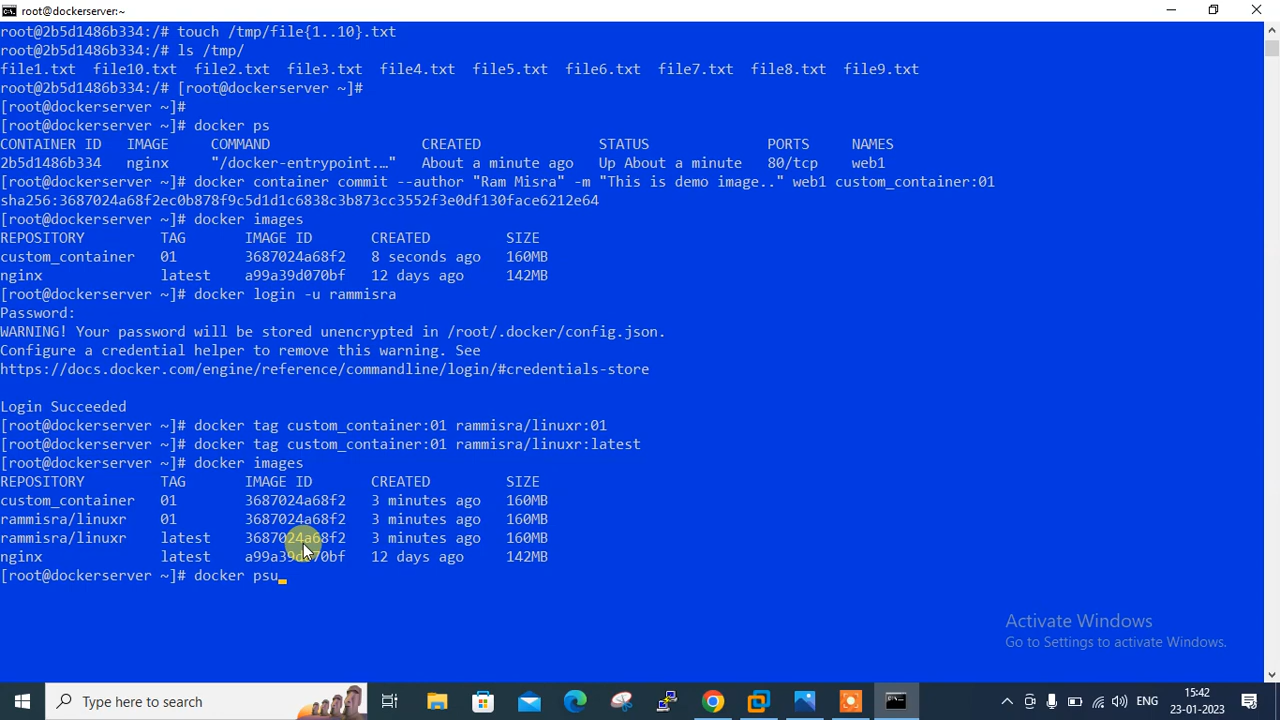 root@dockerserver:~
root@2b5d1486b334:/# touch /tmp/file{1..10}.txt
root@2b5d1486b334:/# ls /tmp/
file1.txt  file10.txt  file2.txt  file3.txt  file4.txt  file5.txt  file6.txt  file7.txt  file8.txt  file9.txt
root@2b5d1486b334:/# [root@dockerserver ~]#
[root@dockerserver ~]#
[root@dockerserver ~]# docker ps
CONTAINER ID   IMAGE     COMMAND                  CREATED              STATUS              PORTS     NAMES
2b5d1486b334   nginx     "/docker-entrypoint.…"   About a minute ago   Up About a minute   80/tcp    web1
[root@dockerserver ~]# docker container commit --author "Ram Misra" -m "This is demo image.." web1 custom_container:01
sha256:3687024a68f2ec0b878f9c5d1d1c6838c3b873cc3552f3e0df130face6212e64
[root@dockerserver ~]# docker images
REPOSITORY         TAG       IMAGE ID       CREATED         SIZE
custom_container   01        3687024a68f2   8 seconds ago   160MB
nginx              latest    a99a39d070bf   12 days ago     142MB
[root@dockerserver ~]# docker login -u rammisra
Password:
WARNING! Your password will be stored unencrypted in /root/.docker/config.json.
Configure a credential helper to remove this warning. See
https://docs.docker.com/engine/reference/commandline/login/#credentials-store
Login Succeeded
[root@dockerserver ~]# docker tag custom_container:01 rammisra/linuxr:01
[root@dockerserver ~]# docker tag custom_container:01 rammisra/linuxr:latest
[root@dockerserver ~]# docker images
REPOSITORY         TAG       IMAGE ID       CREATED         SIZE
custom_container   01        3687024a68f2   3 minutes ago   160MB
rammisra/linuxr    01        3687024a68f2   3 minutes ago   160MB
rammisra/linuxr    latest    3687024a68f2   3 minutes ago   160MB
nginx              latest    a99a39d070bf   12 days ago     142MB
[root@dockerserver ~]# docker psu
Activate Windows
Go to Settings to activate Windows.
Type here to search
ENG
15:42
23-01-2023